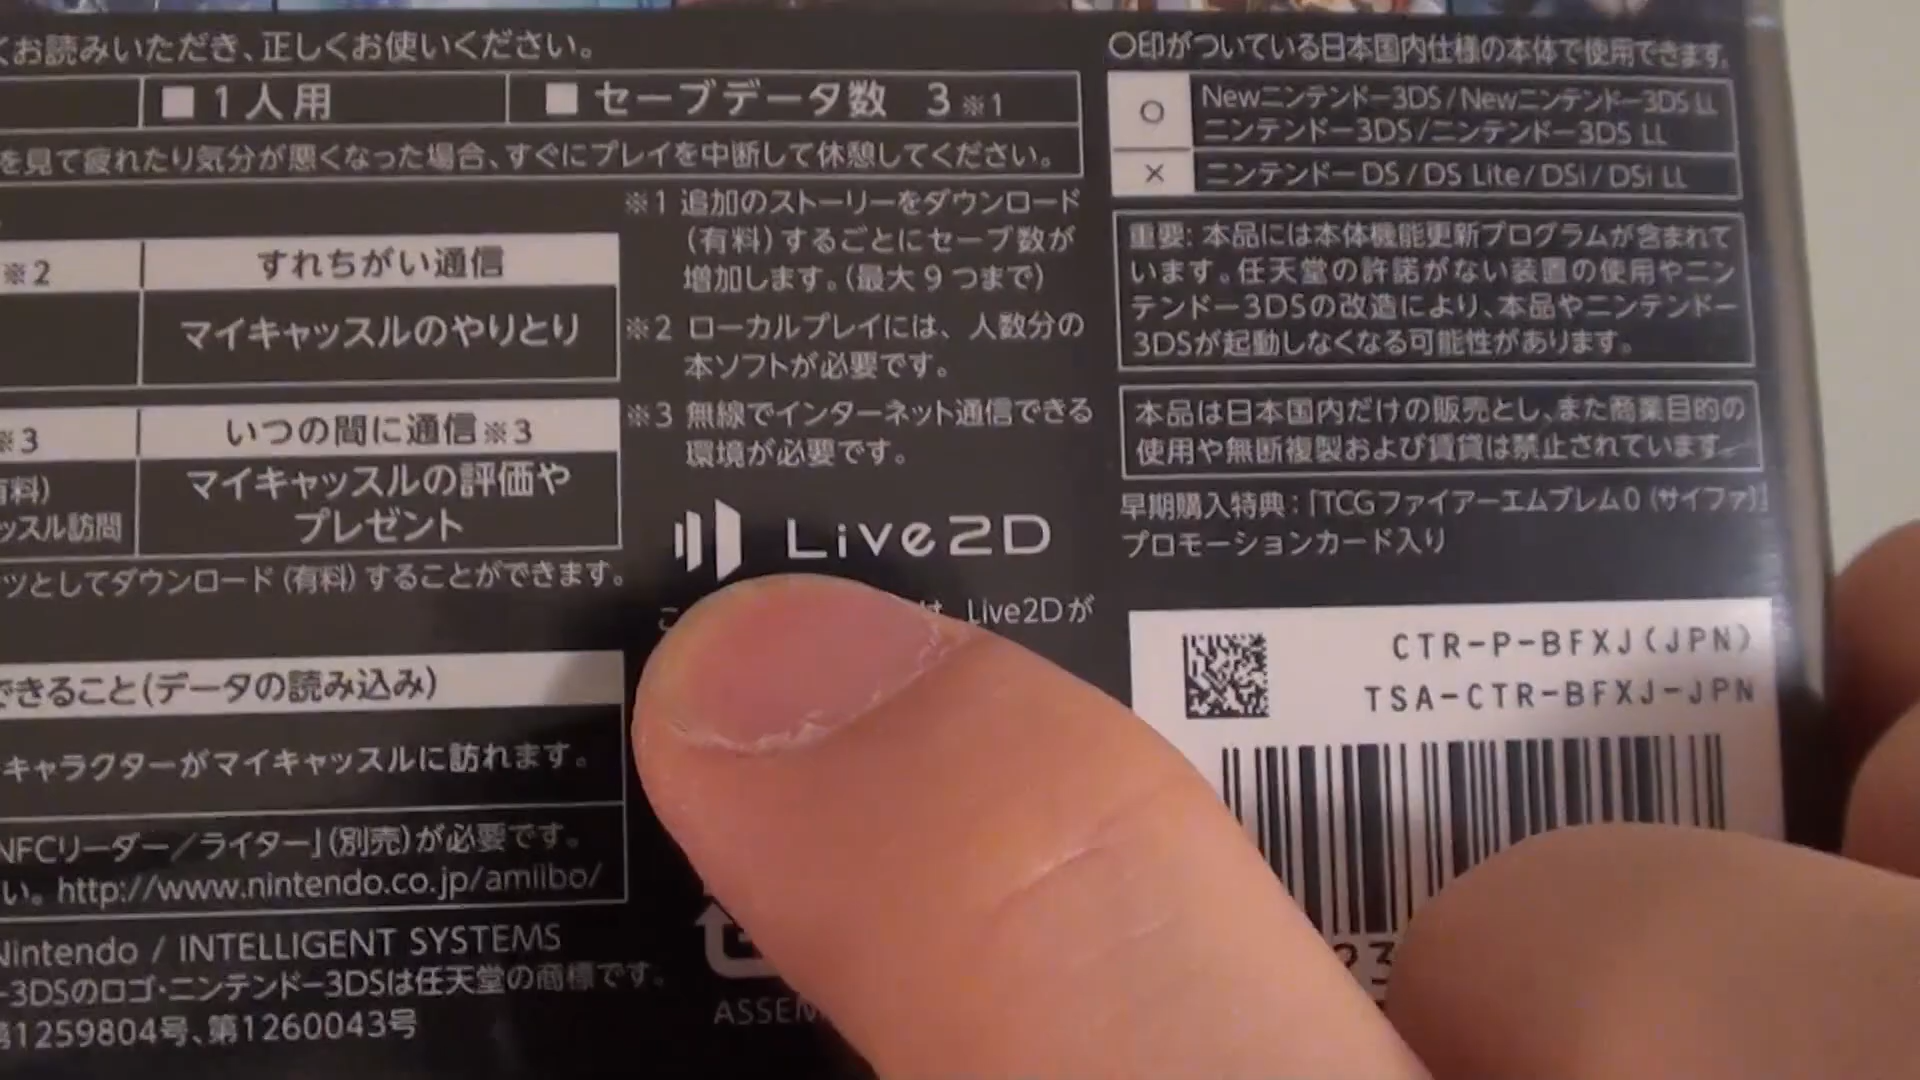 くお読みいただき、正しくお使いください。
■1人用
■セーブデータ数 3※1
を見て疲れたり気分が悪くなった場合、すぐにプレイを中断して休憩してください。
※2
すれちがい通信
マイキャッスルのやりとり
※3
いつの間に通信※3
有料)
ッスル訪問
マイキャッスルの評価や
プレゼント
ツとしてダウンロード(有料)することができます。
できること(データの読み込み)
キャラクターがマイキャッスルに訪れます。
NFCリーダー/ライター」(別売)が必要です。
い。http://www.nintendo.co.jp/amiibo/
Nintendo / INTELLIGENT SYSTEMS
-3DSのロゴ・ニンテンドー3DSは任天堂の商標です。
第1259804号、第1260043号
※1 追加のストーリーをダウンロード
(有料)するごとにセーブ数が
増加します。(最大9つまで)
※2 ローカルプレイには、人数分の
本ソフトが必要です。
※3 無線でインターネット通信できる
環境が必要です。
Live2D
こ は、Live2Dが
ASSEM
〇印がついている日本国内仕様の本体で使用できます。
○ Newニンテンドー3DS/Newニンテンドー3DS LL
ニンテンドー3DS/ニンテンドー3DS LL
× ニンテンドーDS/DS Lite/DSi/DSi LL
重要: 本品には本体機能更新プログラムが含まれて
います。任天堂の許諾がない装置の使用やニン
テンドー3DSの改造により、本品やニンテンドー
3DSが起動しなくなる可能性があります。
本品は日本国内だけの販売とし、また商業目的の
使用や無断複製および賃貸は禁止されています。
早期購入特典:「TCGファイアーエムブレム0(サイファ)」
プロモーションカード入り
CTR-P-BFXJ(JPN)
TSA-CTR-BFXJ-JPN